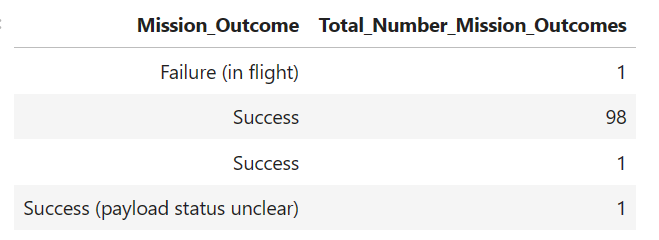 Mission_Outcome Total_Number_Mission_Outcomes
Failure (in flight) 1
Success 98
Success 1
Success (payload status unclear) 1